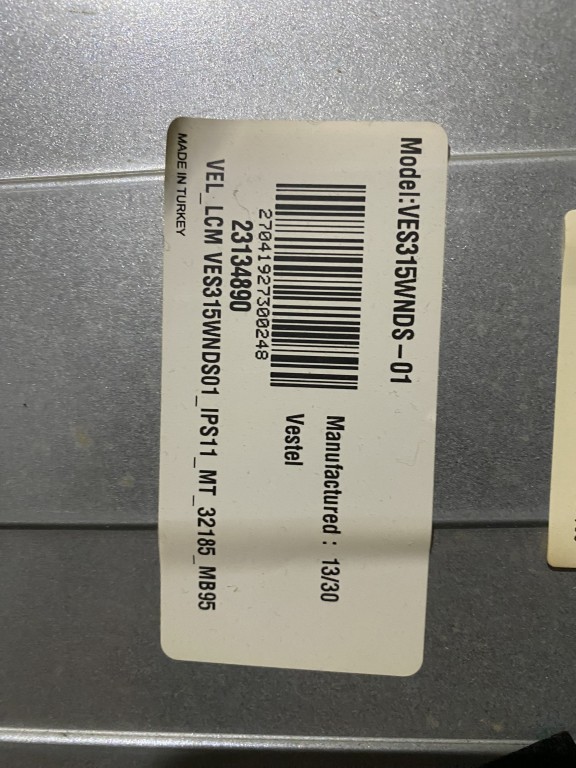 Model:VES315WNDS-01
Manufactured : 13/30
Vestel
27041927300248
23134890
VEL_LCM VES315WNDS01_IPS11_MT_32185_MB95
MADE IN TURKEY